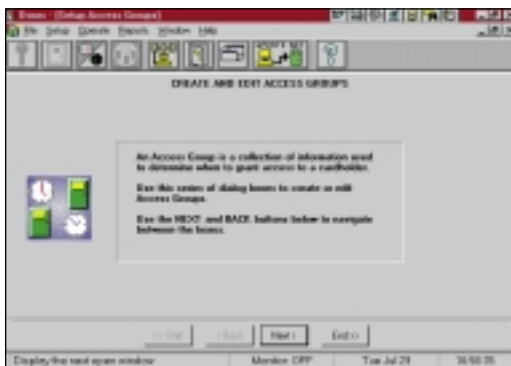 [Setup Access Groups]
File Setup Operate Reports Window Help
CREATE AND EDIT ACCESS GROUPS
An Access Group is a collection of information used
to determine when to grant access to a cardholder.
Use this series of dialog boxes to create or edit
Access Groups.
Use the NEXT and BACK buttons below to navigate
between the boxes.
<< Start
< Back
Next >
Exit >>
Display the next open window
Monitor OFF
Tue Jul 29